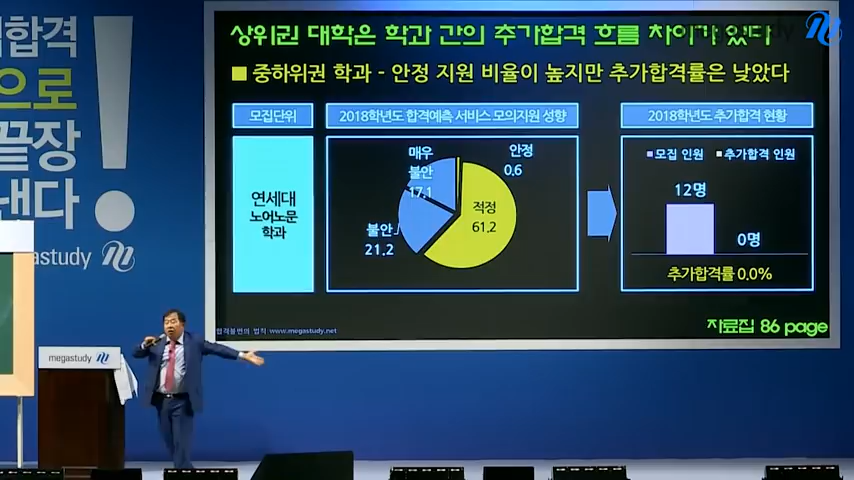 합격
으로
끝장
낸다
megastudy
상위권 대학은 학과 간의 추가합격 흐름 차이가 있다
megastudy
■ 중하위권 학과 - 안정 지원 비율이 높지만 추가합격률은 낮았다
모집단위
2018학년도 합격예측 서비스 모의지원 성향
2018학년도 추가합격 현황
연세대
노어노문
학과
매우
불안
17.1
안정
0.6
적정
61.2
불안
21.2
모집 인원
추가합격 인원
12명
0명
추가합격률 0.0%
합격불변의 법칙 www.megastudy.net
자료집 86 page
megastudy